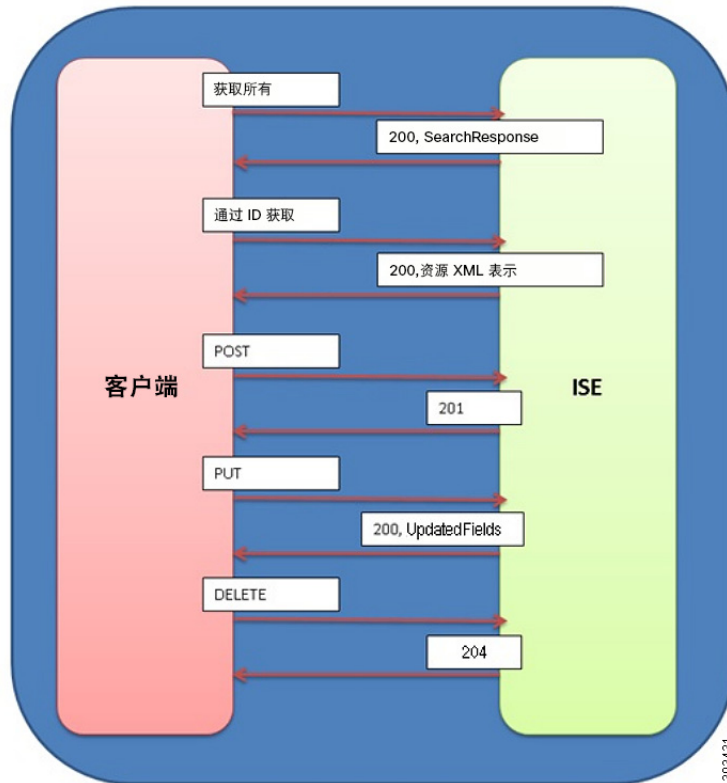 获取所有
200, SearchResponse
通过 ID 获取
200,资源 XML 表示
POST
客户端
ISE
201
PUT
200, UpdatedFields
DELETE
204